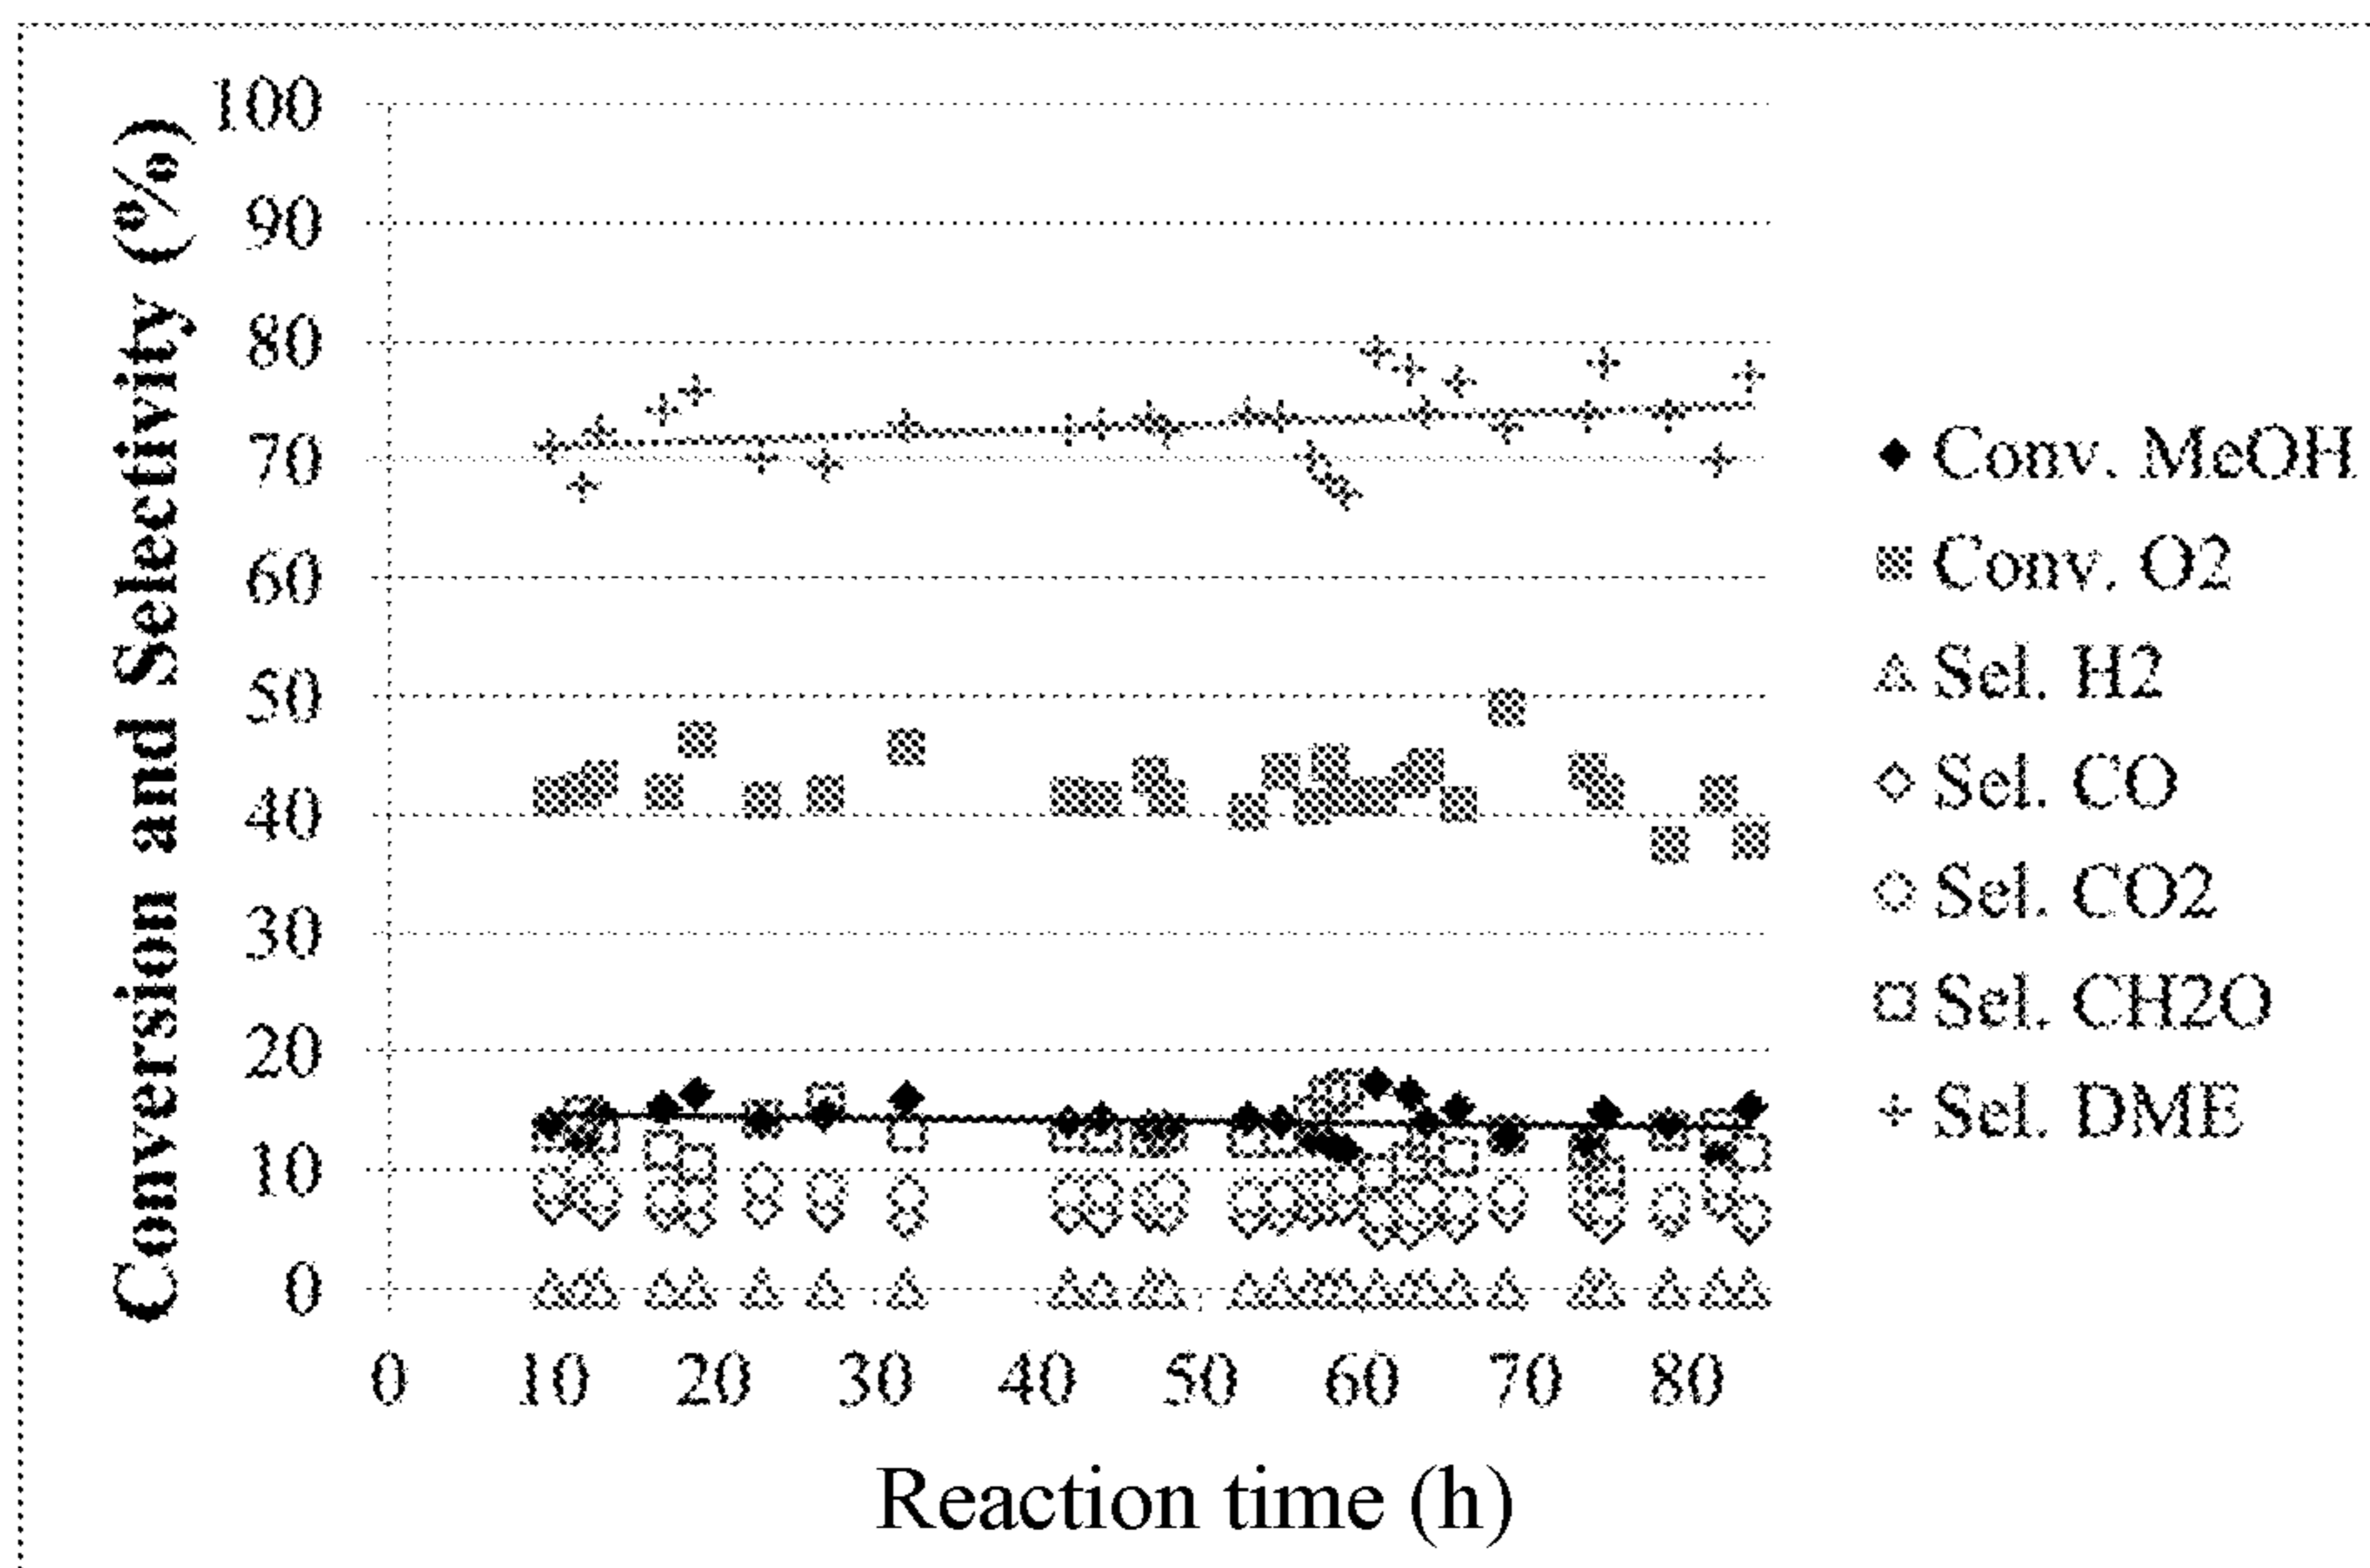 Conversion and Selectivity (%)
100
90
80
70
60
50
40
30
20
10
0
0 10 20 30 40 50 60 70 80
Reaction time (h)
Conv. MeOH
Conv. O2
Sel. H2
Sel. CO
Sel. CO2
Sel. CH2O
Sel. DME